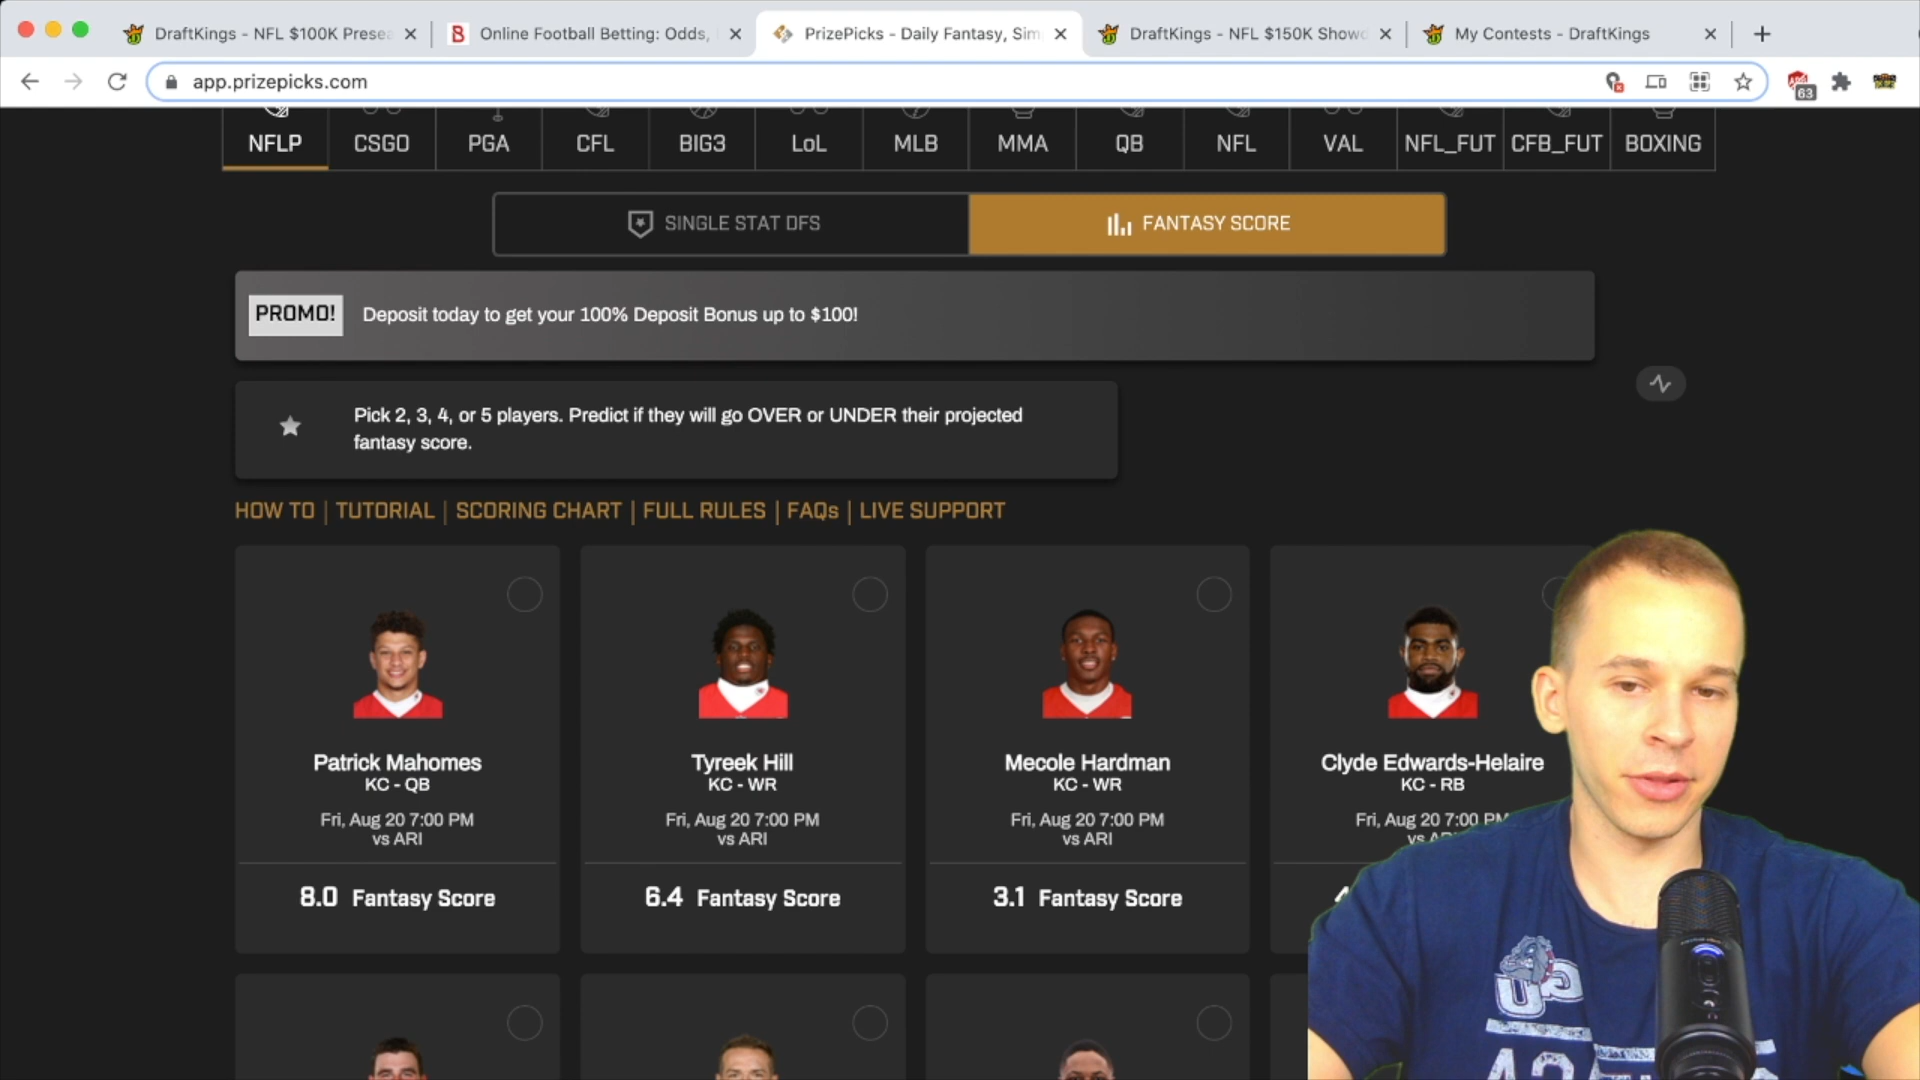 DraftKings - NFL $100K Prese
Online Football Betting: Odds,
PrizePicks - Daily Fantasy, Sim
DraftKings - NFL $150K Show
My Contests - DraftKings
app.prizepicks.com
63
NFLP
CSGO
PGA
CFL
BIG3
LoL
MLB
MMA
QB
NFL
VAL
NFL_FUT
CFB_FUT
BOXING
SINGLE STAT DFS
FANTASY SCORE
PROMO!
Deposit today to get your 100% Deposit Bonus up to $100!
Pick 2, 3, 4, or 5 players. Predict if they will go OVER or UNDER their projected
fantasy score.
HOW TO | TUTORIAL | SCORING CHART | FULL RULES | FAQs | LIVE SUPPORT
Patrick Mahomes
KC - QB
Fri, Aug 20 7:00 PM
vs ARI
8.0 Fantasy Score
Tyreek Hill
KC - WR
Fri, Aug 20 7:00 PM
vs ARI
6.4 Fantasy Score
Mecole Hardman
KC - WR
Fri, Aug 20 7:00 PM
vs ARI
3.1 Fantasy Score
Clyde Edwards-Helaire
KC - RB
Fri, Aug 20 7:00 PM
vs